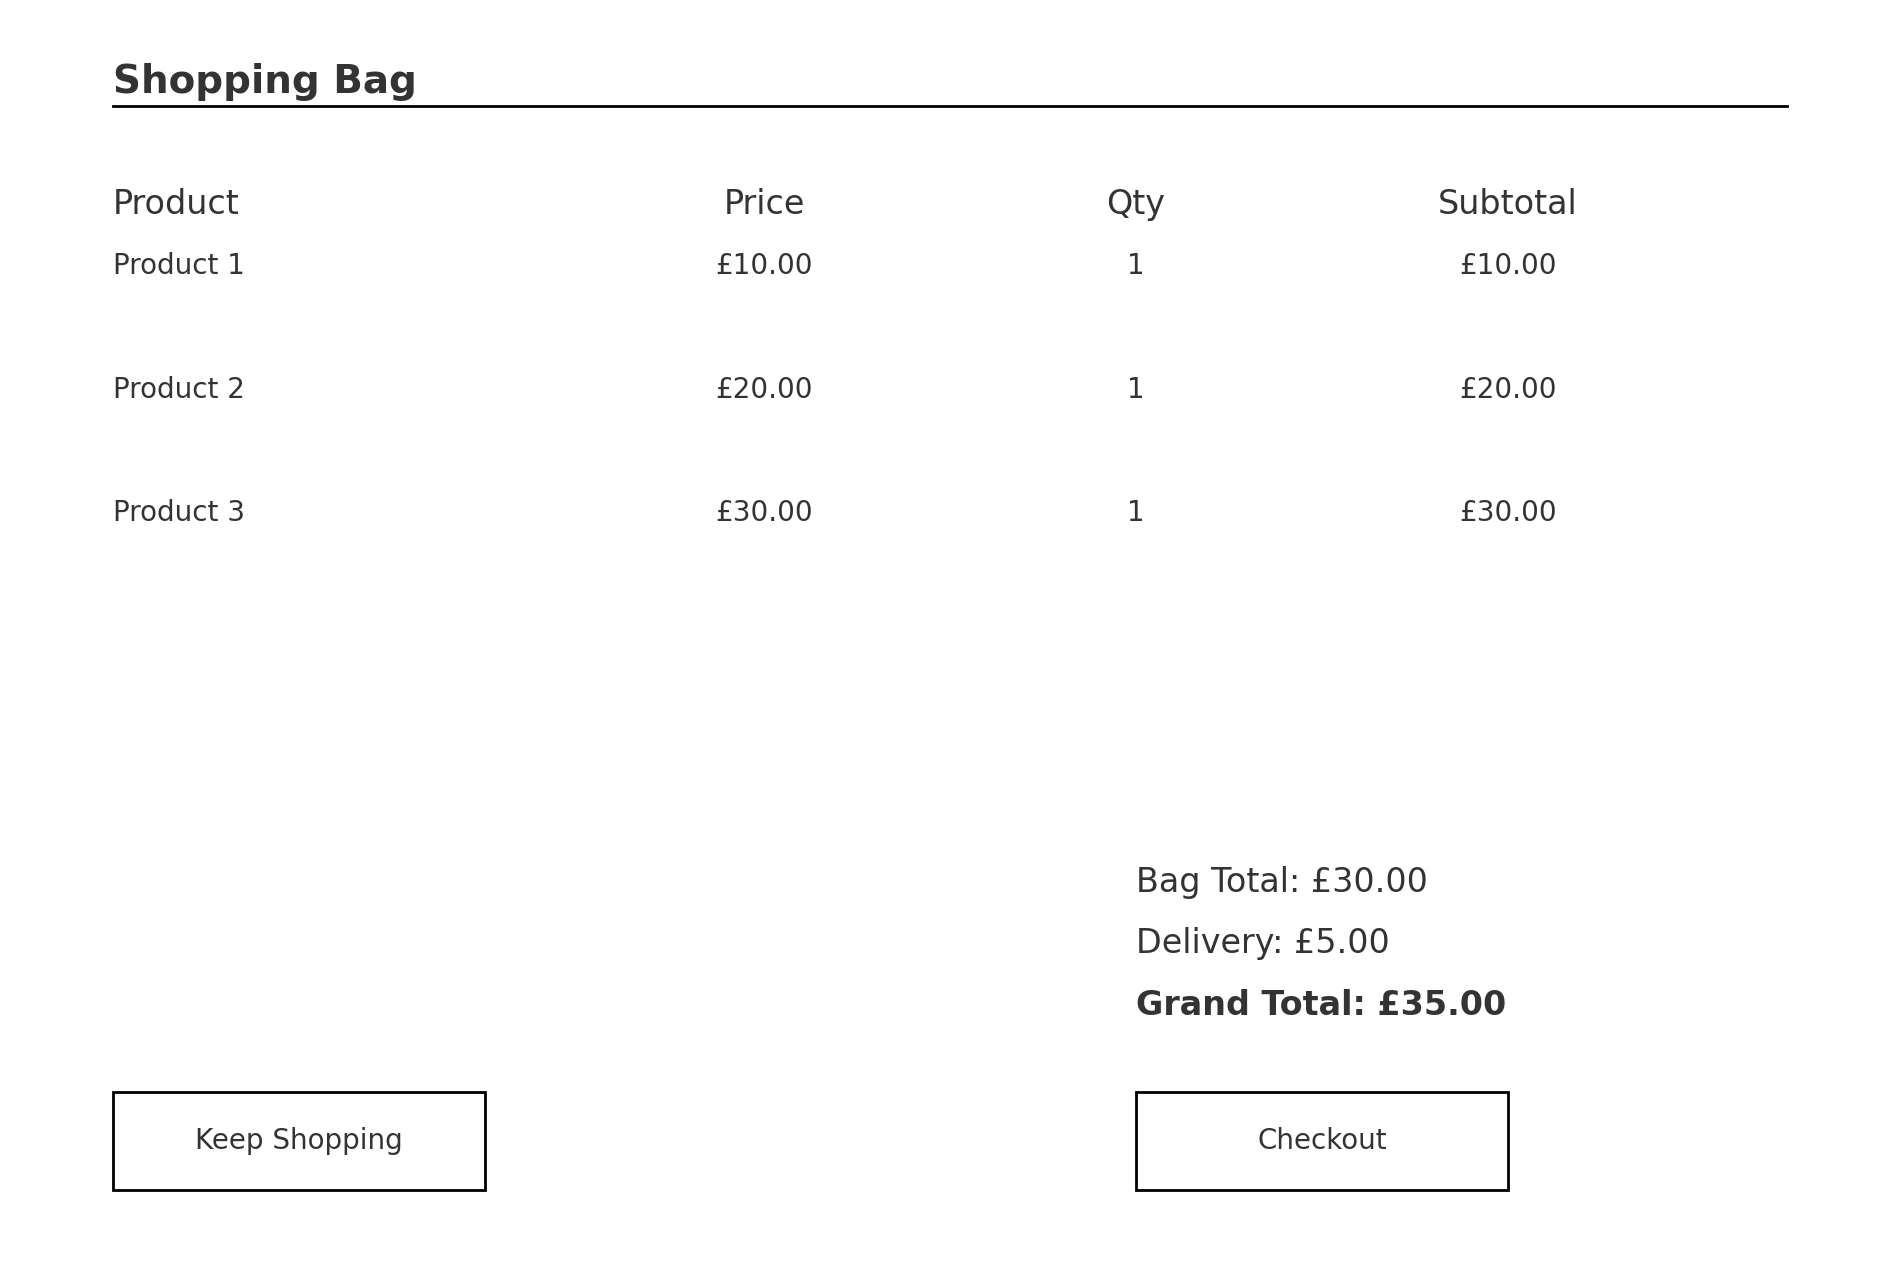 Shopping Bag
Product Price Qty Subtotal
Product 1 £10.00 1 £10.00
Product 2 £20.00 1 £20.00
Product 3 £30.00 1 £30.00
Bag Total: £30.00
Delivery: £5.00
Grand Total: £35.00
Keep Shopping Checkout